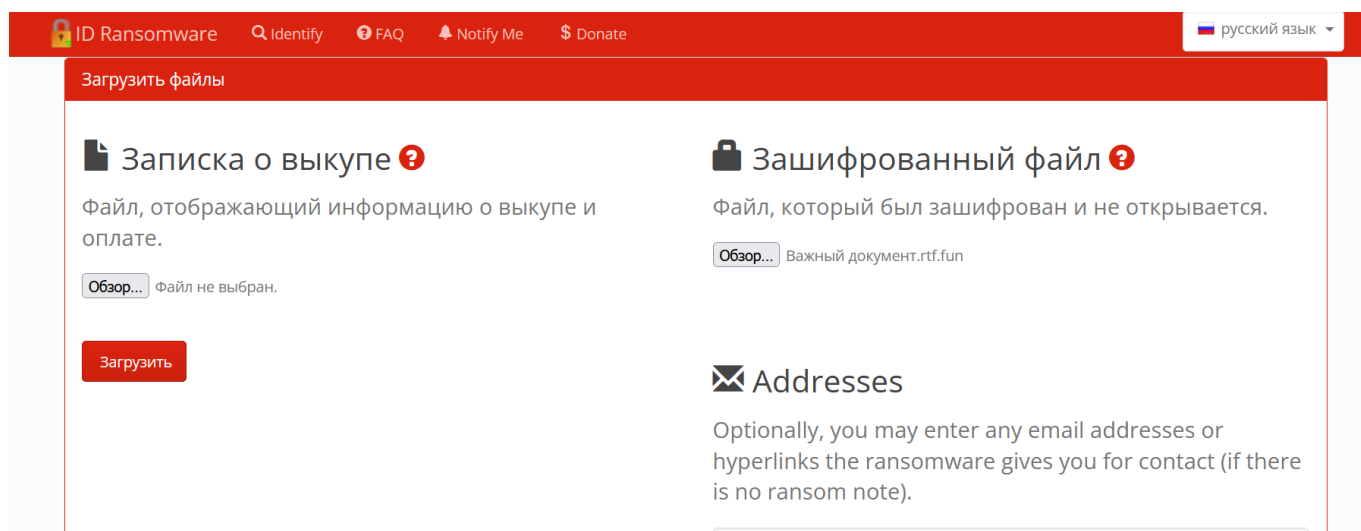 ID Ransomware Identify FAQ Notify Me $ Donate русский язык
Загрузить файлы
Записка о выкупе ?
Файл, отображающий информацию о выкупе и
оплате.
Обзор... Файл не выбран.
Загрузить
Зашифрованный файл ?
Файл, который был зашифрован и не открывается.
Обзор... Важный документ.rtf.fun
Addresses
Optionally, you may enter any email addresses or
hyperlinks the ransomware gives you for contact (if there
is no ransom note).